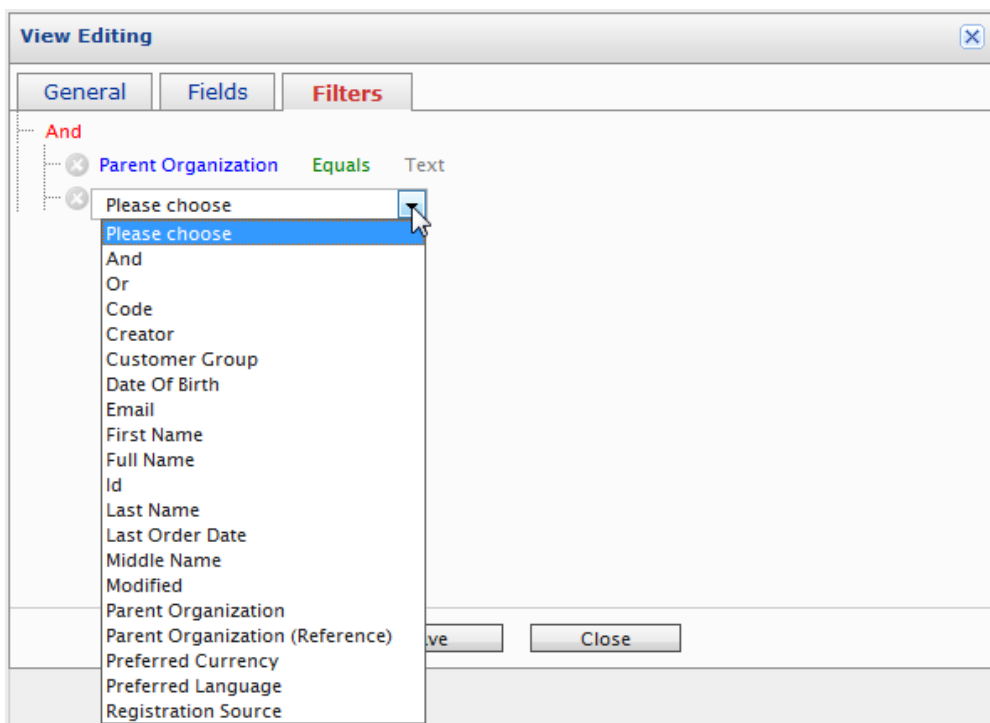 View Editing
General Fields Filters
And
Parent Organization Equals Text
Please choose
Please choose
And
Or
Code
Creator
Customer Group
Date Of Birth
Email
First Name
Full Name
Id
Last Name
Last Order Date
Middle Name
Modified
Parent Organization
Parent Organization (Reference)
ve Close
Preferred Currency
Preferred Language
Registration Source